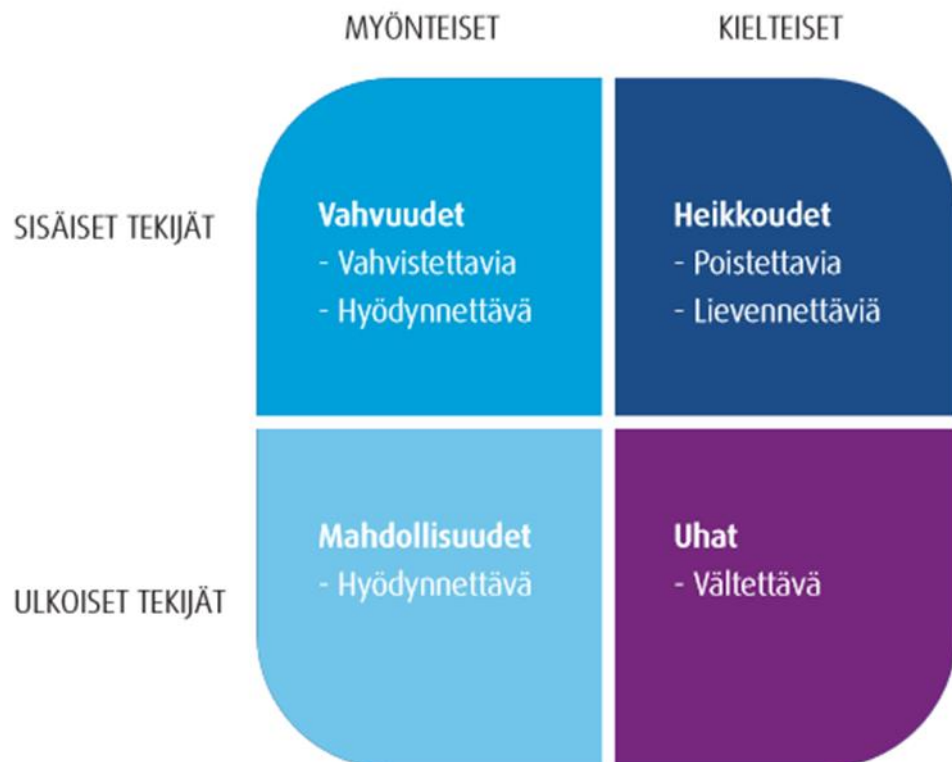 MYÖNTEISET
KIELTEISET
SISÄISET TEKIJÄT
Vahvuudet
- Vahvistettavia
- Hyödynnettävä
Heikkoudet
- Poistettavia
- Lievennettäviä
ULKOISET TEKIJÄT
Mahdollisuudet
- Hyödynnettävä
Uhat
- Vältettävä